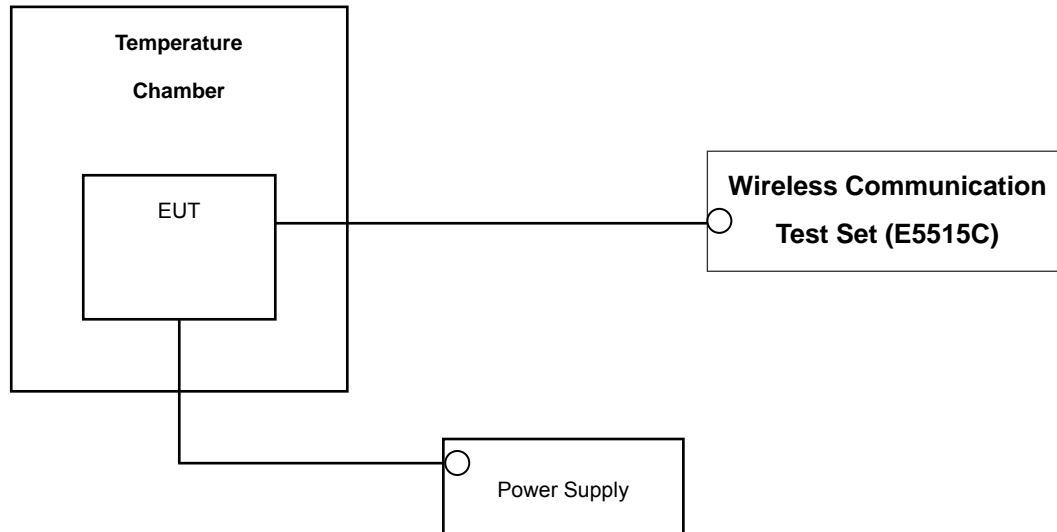 Temperature
Chamber
EUT
Wireless Communication
Test Set (E5515C)
Power Supply